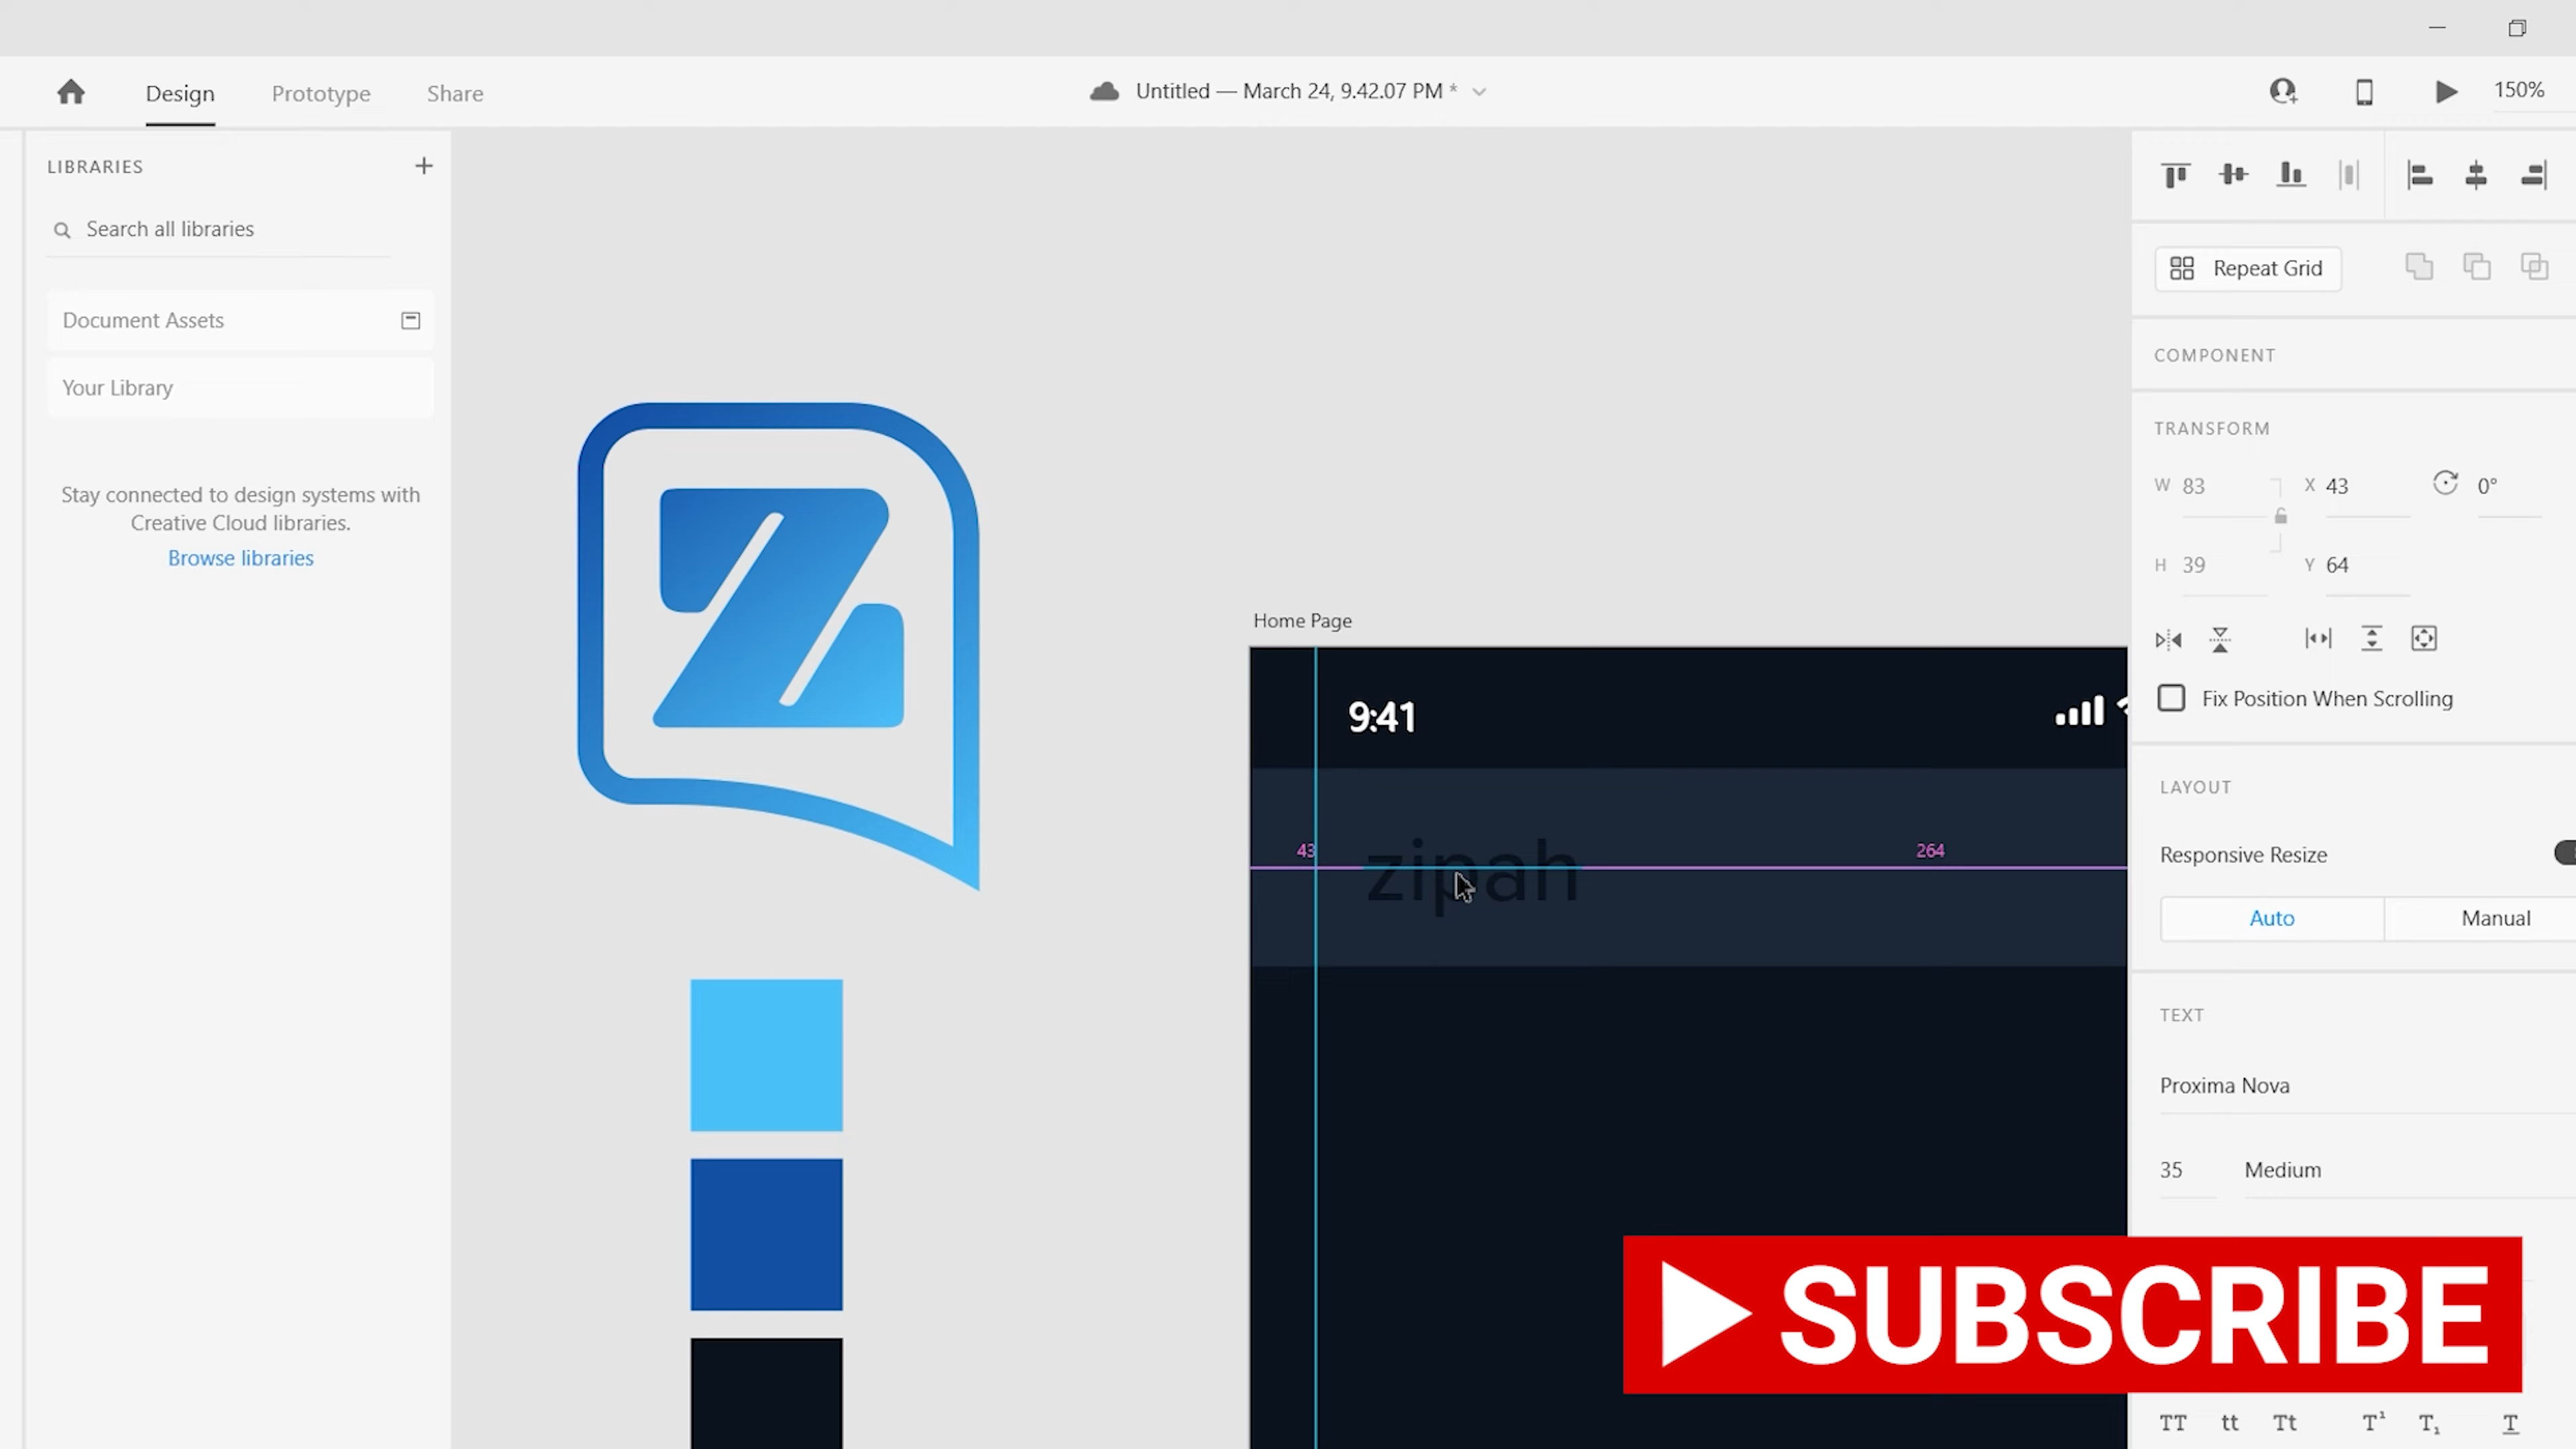 Design
Prototype
Share
Untitled — March 24, 9.42.07 PM *
150%
LIBRARIES
+
Search all libraries
Document Assets
Your Library
Stay connected to design systems with
Creative Cloud libraries.
Browse libraries
Z
Home Page
9:41
43
264
zipah
Repeat Grid
COMPONENT
TRANSFORM
W 83
X 43
0°
H 39
Y 64
Fix Position When Scrolling
LAYOUT
Responsive Resize
Auto
Manual
TEXT
Proxima Nova
35
Medium
SUBSCRIBE
TT tt Tt T¹ T₁ T